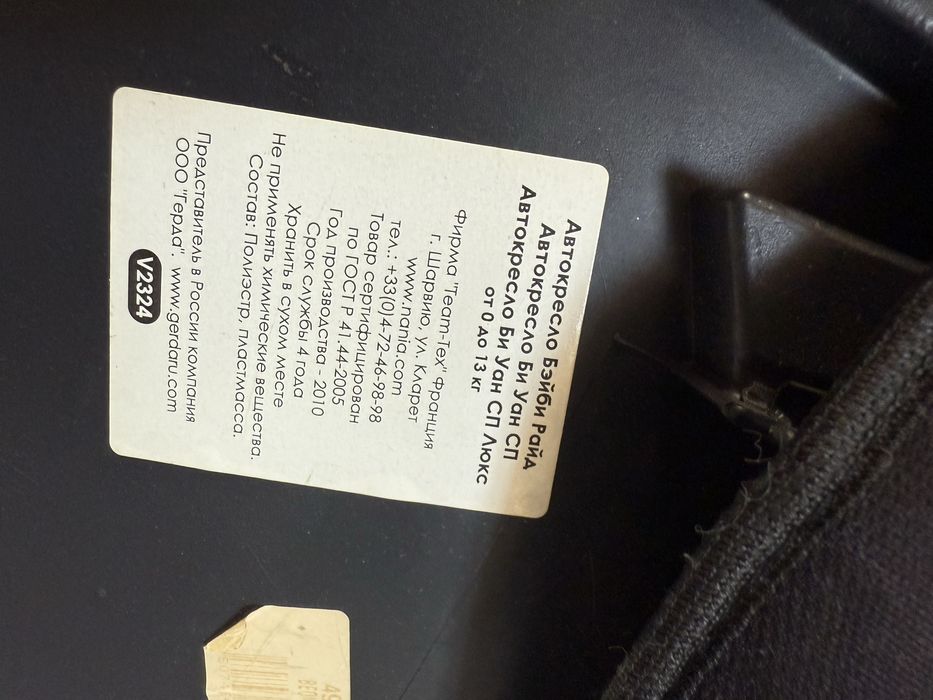 Автокресло Бэйби Райд
Автокресло Би Уан СП
Автокресло Би Уан СП Люкс
от 0 до 13 кг
Фирма "Team-Tex" Франция
г. Шарвию, ул. Кларет
www.nania.com
тел.: +33(0)4-72-46-98-98
Товар сертифицирован
по ГОСТ Р 41.44-2005
Год производства - 2010
Срок службы 4 года
Хранить в сухом месте
Не применять химические вещества.
Состав: Полиэстр, пластмасса.
Представитель в России компания
ООО "Герда". www.gerdaru.com
V2324